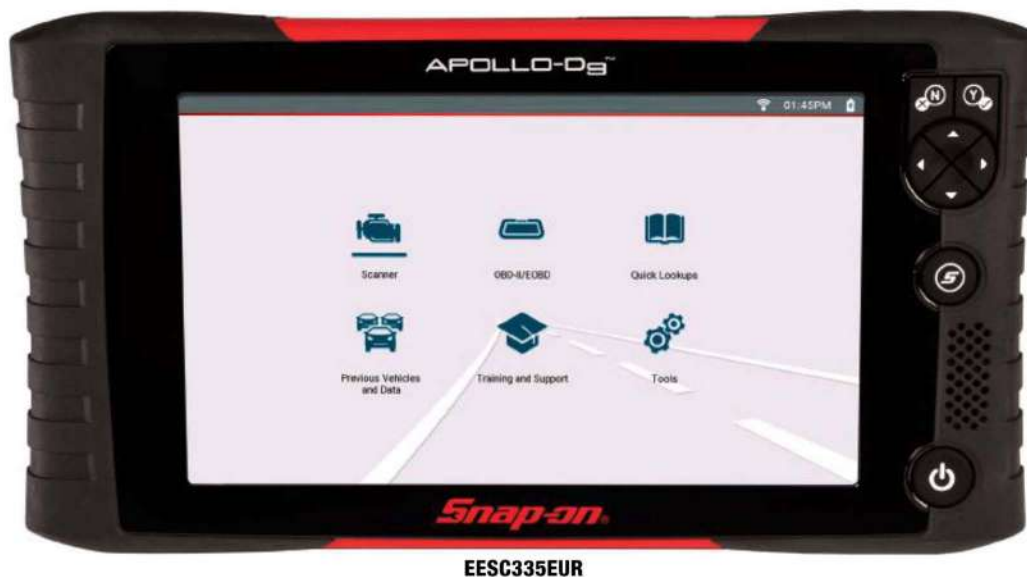 APOLLO-D9™
N
Y
01:45PM
S
Scanner
OBD-II/EOBD
Quick Lookups
Previous Vehicles
and Data
Training and Support
Tools
Snap-on®
EESC335EUR